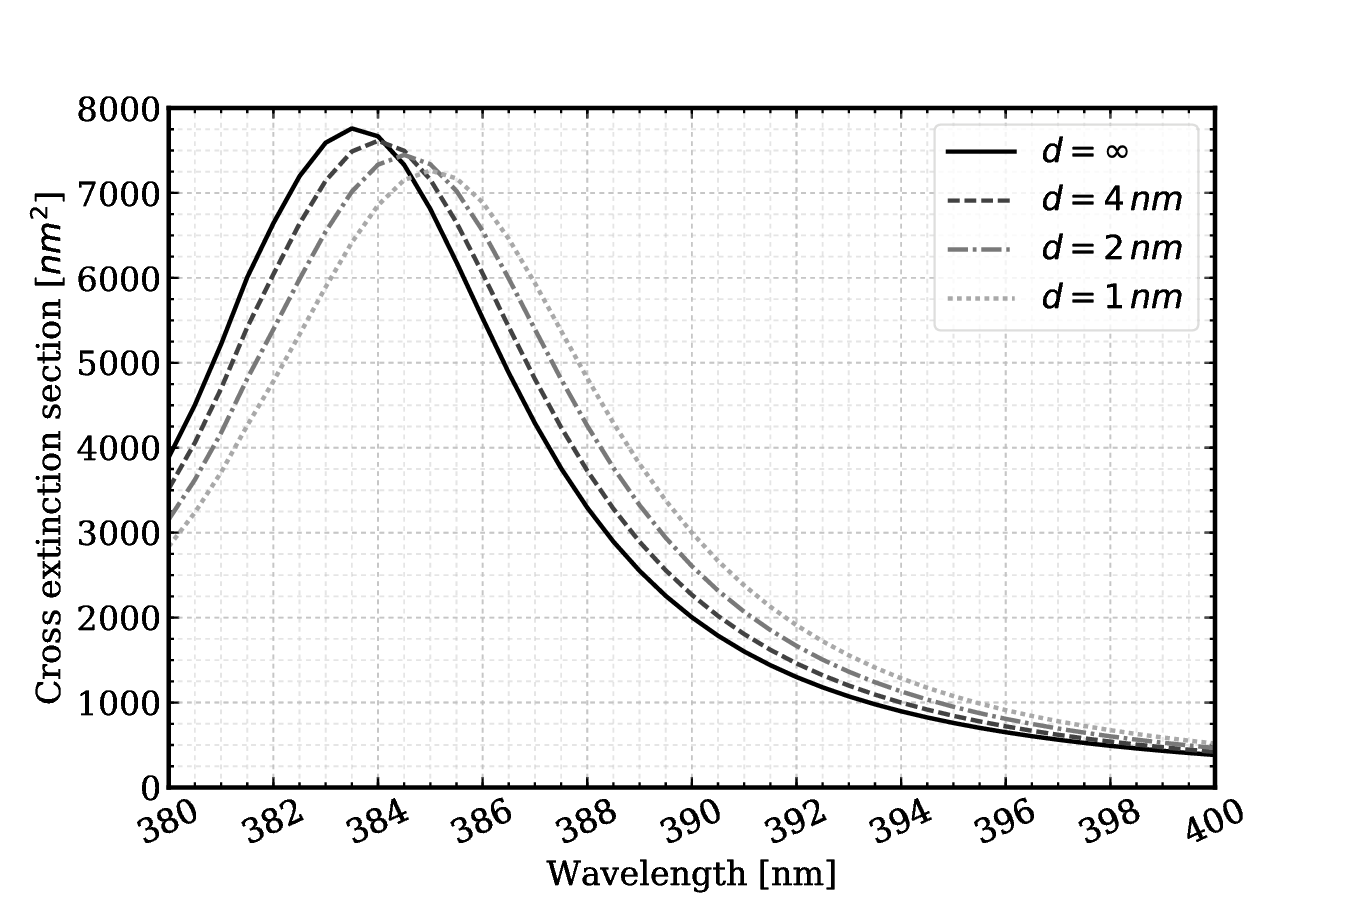 8000
7000
6000
5000
4000
3000
2000
1000
0
Cross extinction section [nm²]
d = ∞
d = 4 nm
d = 2 nm
d = 1 nm
380 382 384 386 388 390 392 394 396 398 400
Wavelength [nm]